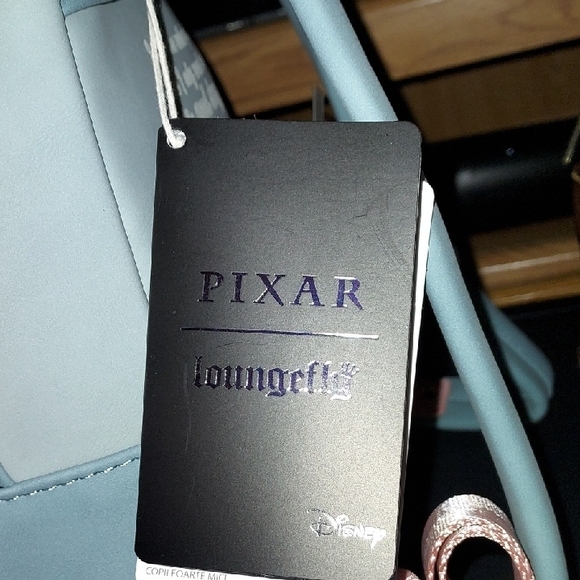 PIXAR
loungefly
Disney
COPII FOARTE MICI